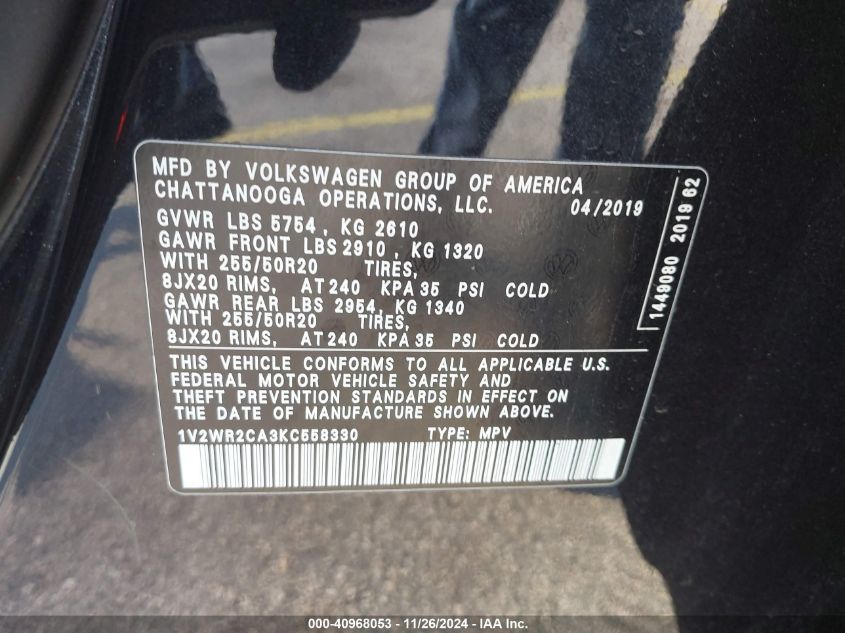 MFD BY VOLKSWAGEN GROUP OF AMERICA
CHATTANOOGA OPERATIONS, LLC. 04/2019
GVWR LBS 5754 , KG 2610
GAWR FRONT LBS 2910 , KG 1320
WITH 255/50R20 TIRES,
8JX20 RIMS, AT 240 KPA 35 PSI COLD
GAWR REAR LBS 2954, KG 1340
WITH 255/50R20 TIRES,
8JX20 RIMS, AT 240 KPA 35 PSI COLD
THIS VEHICLE CONFORMS TO ALL APPLICABLE U.S.
FEDERAL MOTOR VEHICLE SAFETY AND
THEFT PREVENTION STANDARDS IN EFFECT ON
THE DATE OF MANUFACTURE SHOWN ABOVE.
1V2WR2CA3KC558330 TYPE: MPV
1449080 2019 62
000-40968053 - 11/26/2024 - IAA Inc.